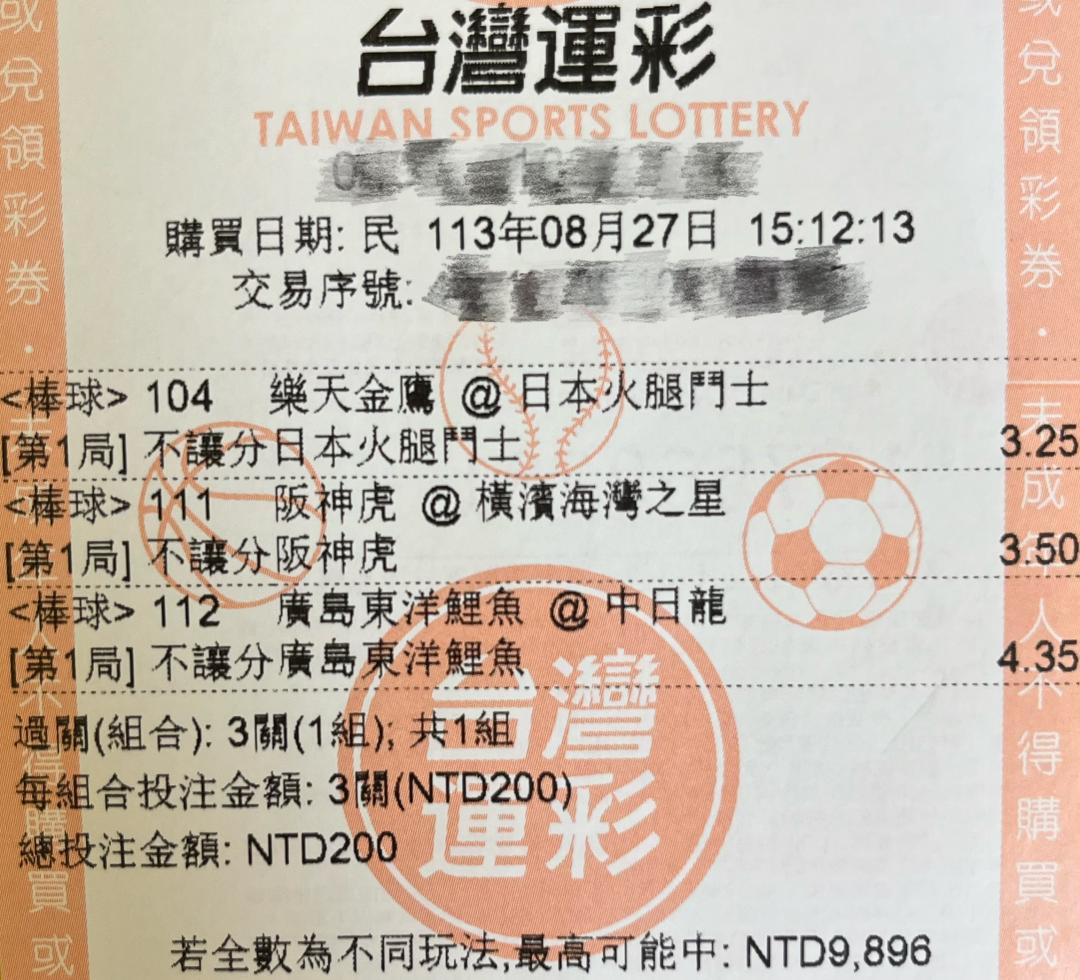 台灣運彩
TAIWAN SPORTS LOTTERY
購買日期: 民 113年08月27日 15:12:13
交易序號:
<棒球> 104 樂天金鷹 @ 日本火腿鬥士
[第1局] 不讓分日本火腿鬥士 3.25
<棒球> 111 阪神虎 @ 橫濱海灣之星
[第1局] 不讓分阪神虎 3.50
<棒球> 112 廣島東洋鯉魚 @ 中日龍
[第1局] 不讓分廣島東洋鯉魚 4.35
過關(組合): 3關(1組); 共1組
每組合投注金額: 3關(NTD200)
總投注金額: NTD200
若全數為不同玩法,最高可能中: NTD9,896
台灣
運彩
或兌領彩券・
或兌領彩券・未成年人不得購買或